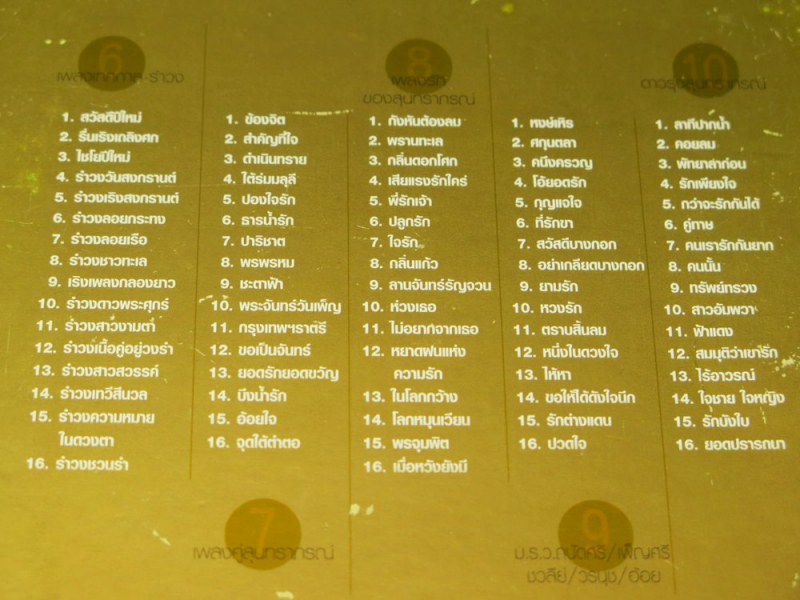 6
เพลงเทศกาล-รำวง
1. สวัสดีปีใหม่
2. รื่นเริงเถลิงศก
3. ไชโยปีใหม่
4. รำวงวันสงกรานต์
5. รำวงเริงสงกรานต์
6. รำวงลอยกระทง
7. รำวงลอยเรือ
8. รำวงชาวทะเล
9. เริงเพลงกลองยาว
10. รำวงดาวพระศุกร์
11. รำวงสาวงามตา
12. รำวงเนื้อคู่อยู่วงรำ
13. รำวงสาวสวรรค์
14. รำวงเทวีสีนวล
15. รำวงความหมาย
ในดวงตา
16. รำวงชวนรำ
1. ข้องจิต
2. สำคัญที่ใจ
3. ดำเนินทราย
4. ใต้ร่มมลุลี
5. ปองใจรัก
6. ธารน้ำรัก
7. ปาริชาต
8. พรพรหม
9. ชะตาฟ้า
10. พระจันทร์วันเพ็ญ
11. กรุงเทพฯราตรี
12. ขอเป็นจันทร์
13. ยอดรักยอดขวัญ
14. บึงน้ำรัก
15. อ้อยใจ
16. จุดใต้ตำตอ
7
เพลงคู่สุนทราภรณ์
8
เพลงรัก
ของสุนทราภรณ์
1. กังหันต้องลม
2. พรานทะเล
3. กลิ่นดอกโศก
4. เสียแรงรักใคร่
5. พี่รักเจ้า
6. ปลูกรัก
7. ใจรัก
8. กลิ่นแก้ว
9. ลานจันทร์รัญจวน
10. ห่วงเธอ
11. ไม่อยากจากเธอ
12. หยาดฝนแห่ง
ความรัก
13. ในโลกกว้าง
14. โลกหมุนเวียน
15. พรจุมพิต
16. เมื่อหวังยังมี
1. หงษ์เหิร
2. ศกุนตลา
3. คนึงครวญ
4. โอ้ยอดรัก
5. กุญแจใจ
6. ที่รักขา
7. สวัสดีบางกอก
8. อย่าเกลียดบางกอก
9. ยามรัก
10. หวงรัก
11. ตราบสิ้นลม
12. หนึ่งในดวงใจ
13. ไห้หา
14. ขอให้ได้ดังใจนึก
15. รักต่างแดน
16. ปวดใจ
9
ม.ร.ว.ถนัดศรี/เพ็ญศรี
ชวลีย์/วรนุช/อ้อย
10
ดาวรุ่งสุนทราภรณ์
1. ลาทีปากน้ำ
2. คอยลม
3. พัทยาลาก่อน
4. รักเพียงใจ
5. กว่าจะรักกันได้
6. คู่ทาษ
7. คนเรารักกันยาก
8. คนนั้น
9. ทรัพย์ทรวง
10. สาวอัมพวา
11. ฟ้าแดง
12. สมมุติว่าเขารัก
13. ไร้อาวรณ์
14. ใจชาย ใจหญิง
15. รักบังใบ
16. ยอดปรารถนา